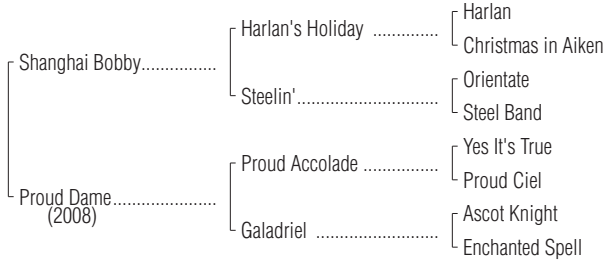 Harlan
Harlan's Holiday ..............
Christmas in Aiken
Shanghai Bobby................
Orientate
Steelin'..............................
Steel Band
Yes It's True
Proud Accolade ................
Proud Ciel
Proud Dame......................
(2008)
Ascot Knight
Galadriel ..........................
Enchanted Spell